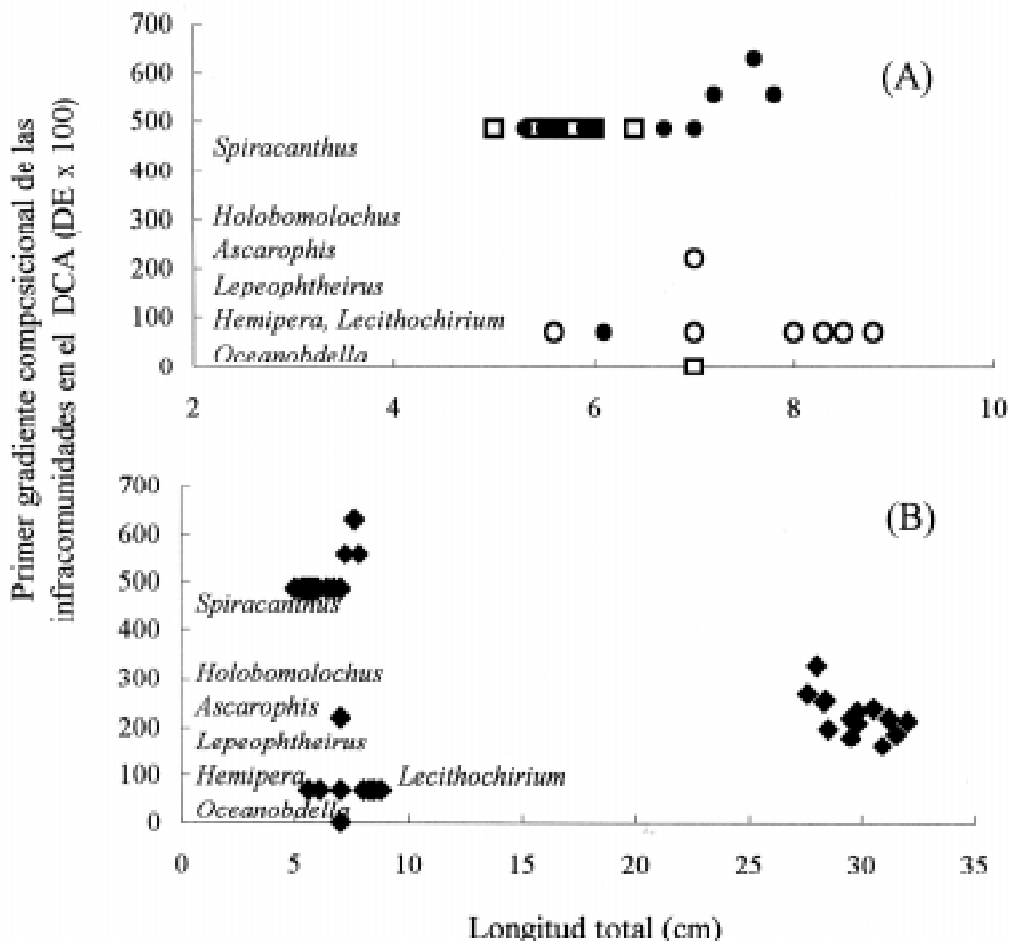 Primer gradiente composicional de las
infracomunidades en el DCA (DE x 100)
700
600
500
400
300
200
100
0
(A)
Spiracanthus
Holobomolochus
Ascarophis
Lepeophtheirus
Hemipera, Lecithochirium
Oceanobdella
2 4 6 8 10
700
600
500
400
300
200
100
0
(B)
Spiracanthus
Holobomolochus
Ascarophis
Lepeophtheirus
Hemipera Lecithochirium
Oceanobdella
0 5 10 15 20 25 30 35
Longitud total (cm)